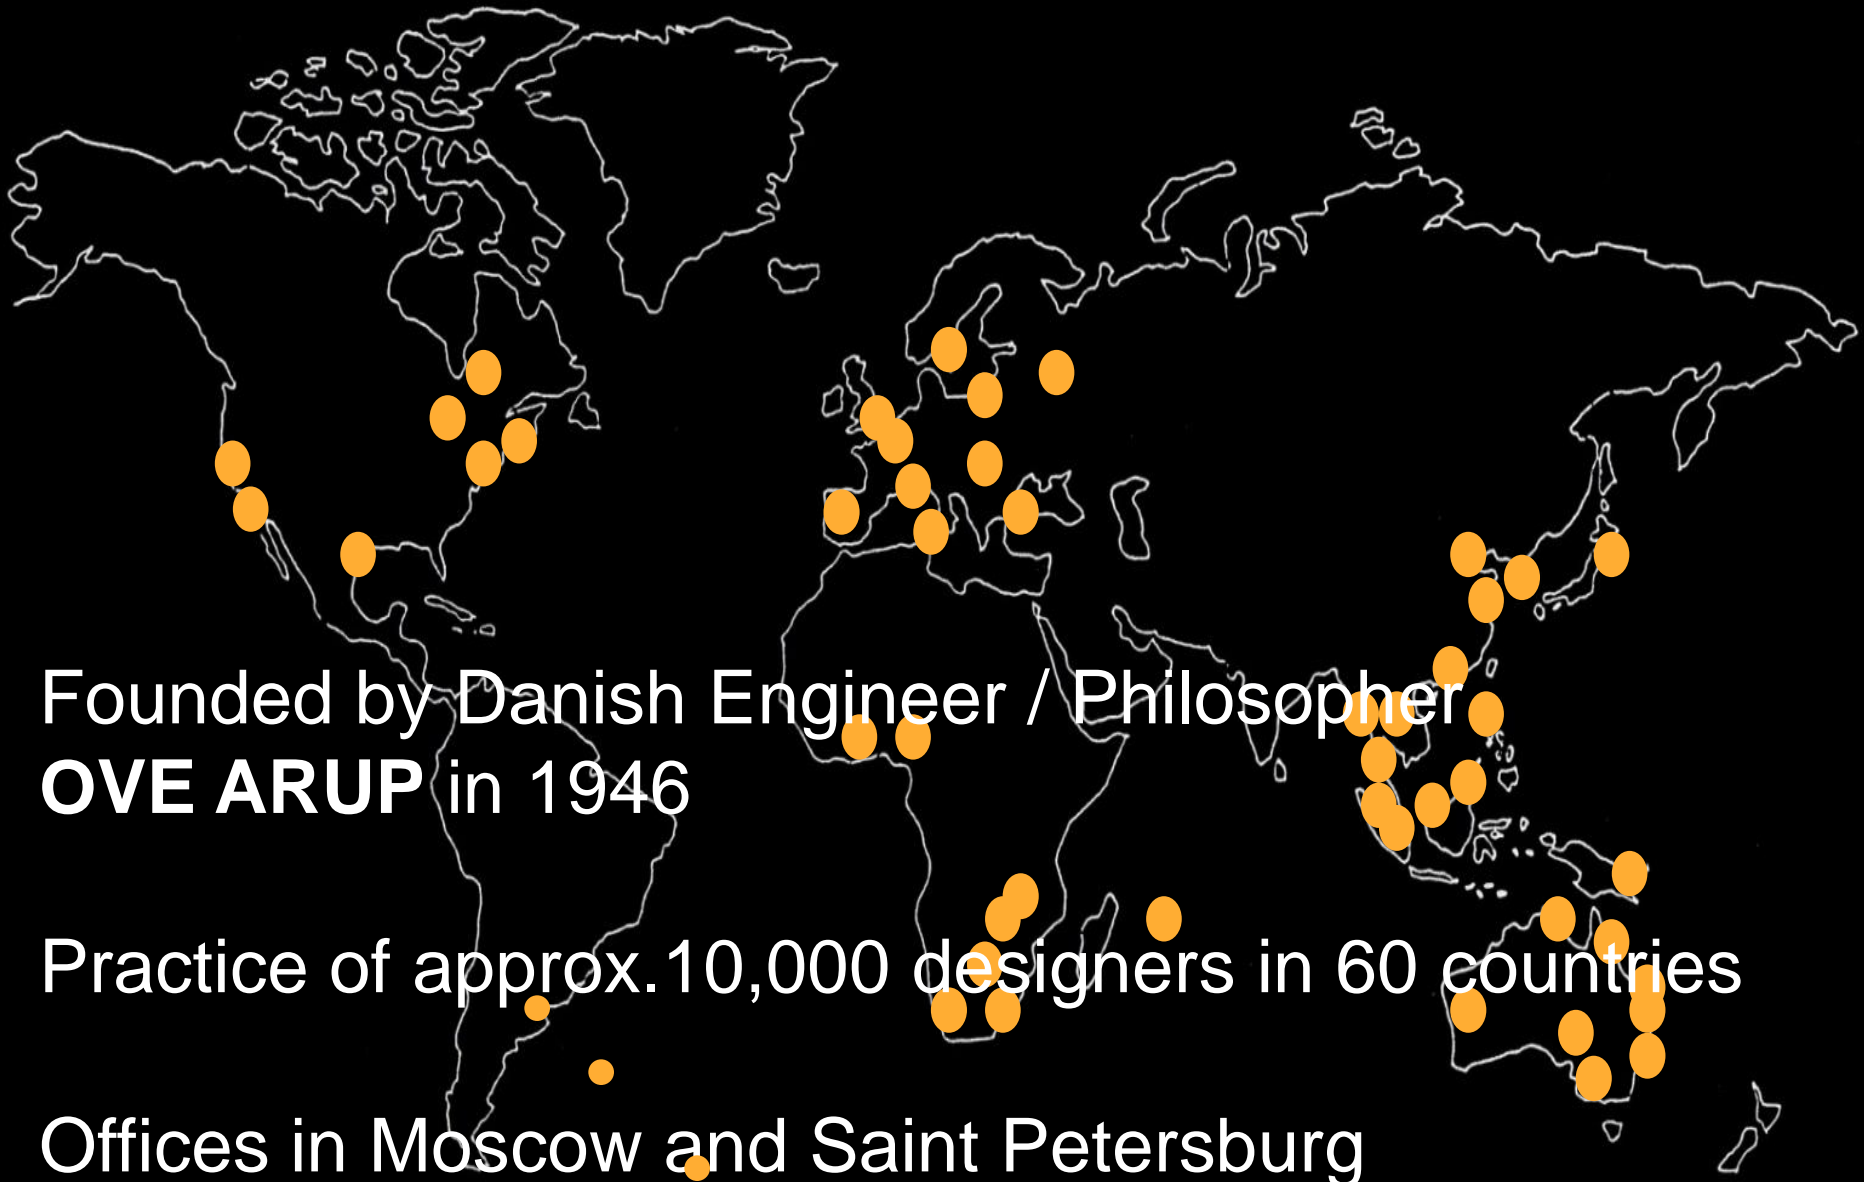 Founded by Danish Engineer / Philosopher
OVE ARUP in 1946
Practice of approx.10,000 designers in 60 countries
Offices in Moscow and Saint Petersburg